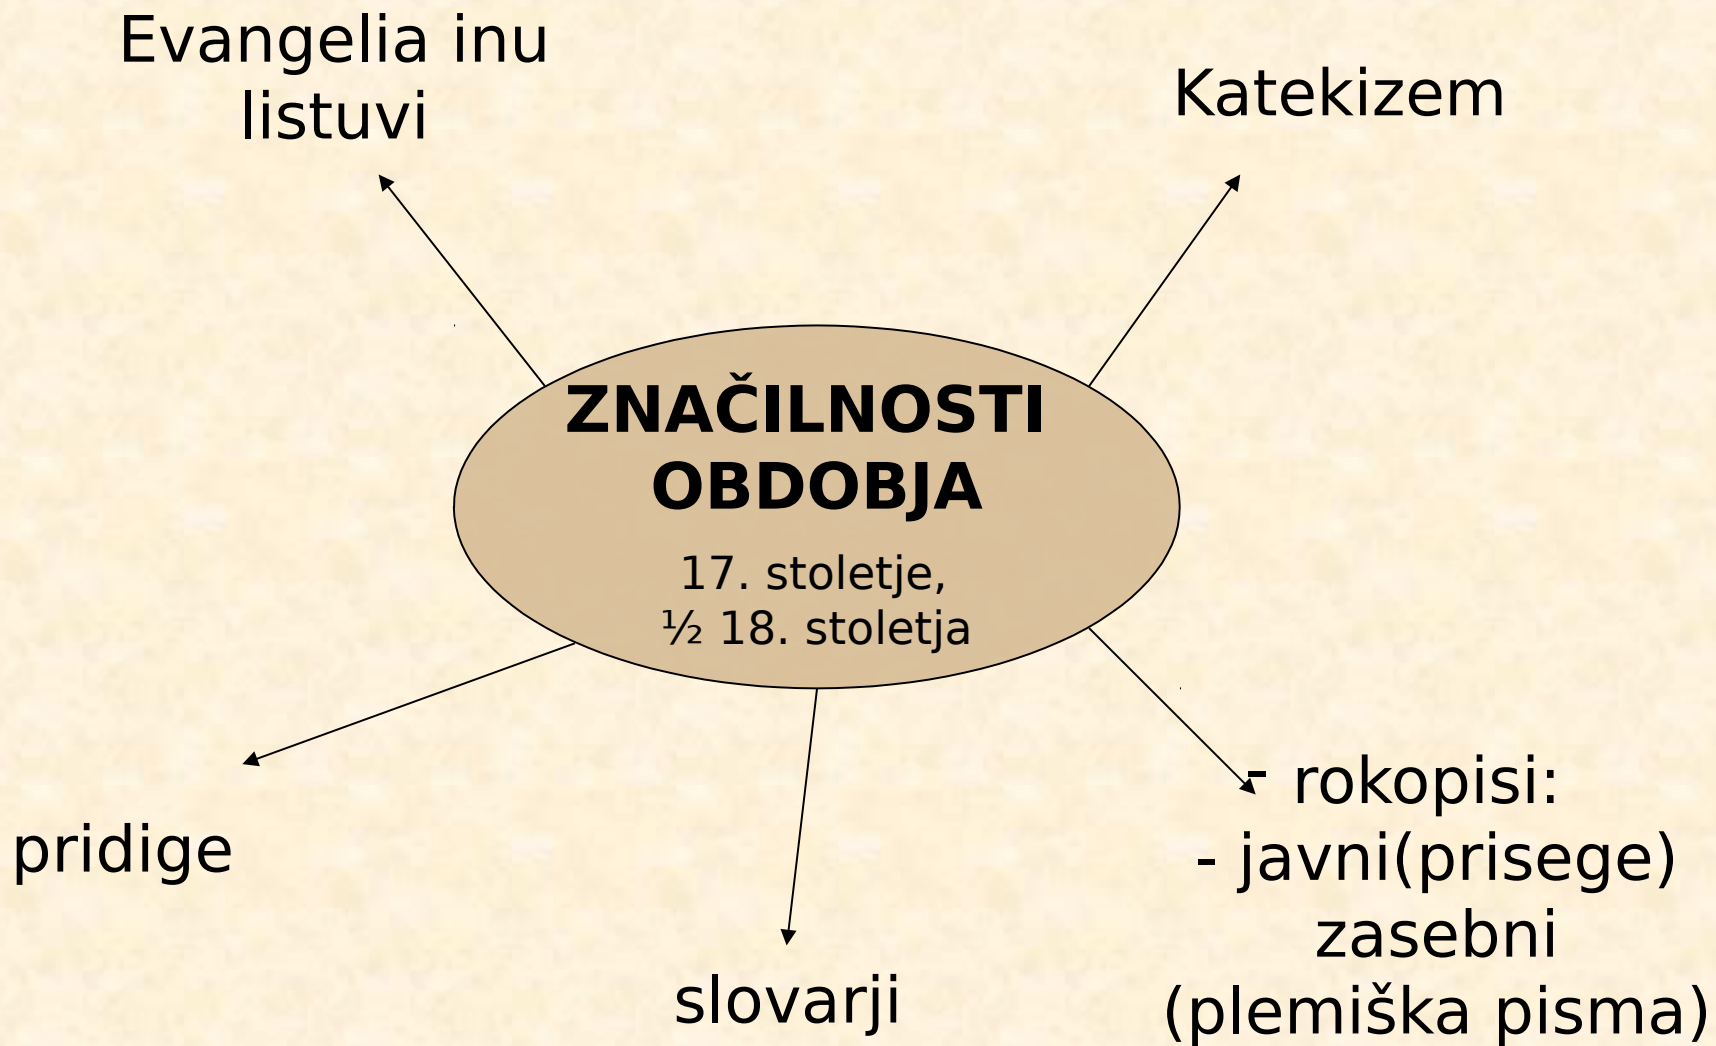 Evangelia inu
listuvi
Katekizem
ZNAČILNOSTI
OBDOBJA
17. stoletje,
½ 18. stoletja
pridige
slovarji
- rokopisi:
- javni(prisege)
zasebni
(plemiška pisma)